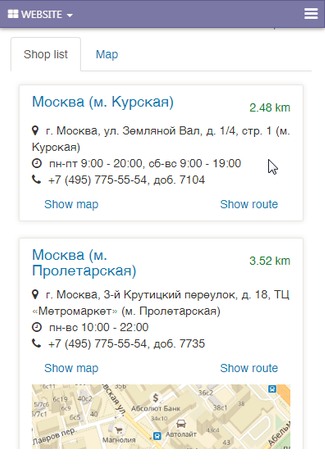 WEBSITE
Shop list
Map
Москва (м. Курская)
2.48 km
г. Москва, ул. Земляной Вал, д. 1/4, стр. 1 (м.
Курская)
пн-пт 9:00 - 20:00, сб-вс 9:00 - 19:00
+7 (495) 775-55-54, доб. 7104
Show map
Show route
Москва (м.
Пролетарская)
3.52 km
г. Москва, 3-й Крутицкий переулок, д. 18, ТЦ
«Метромаркет» (м. Пролетарская)
пн-вс 10:00 - 22:00
+7 (495) 775-55-54, доб. 7735
Show map
Show route
Абсолют Банк
Автолайт
Магнолия